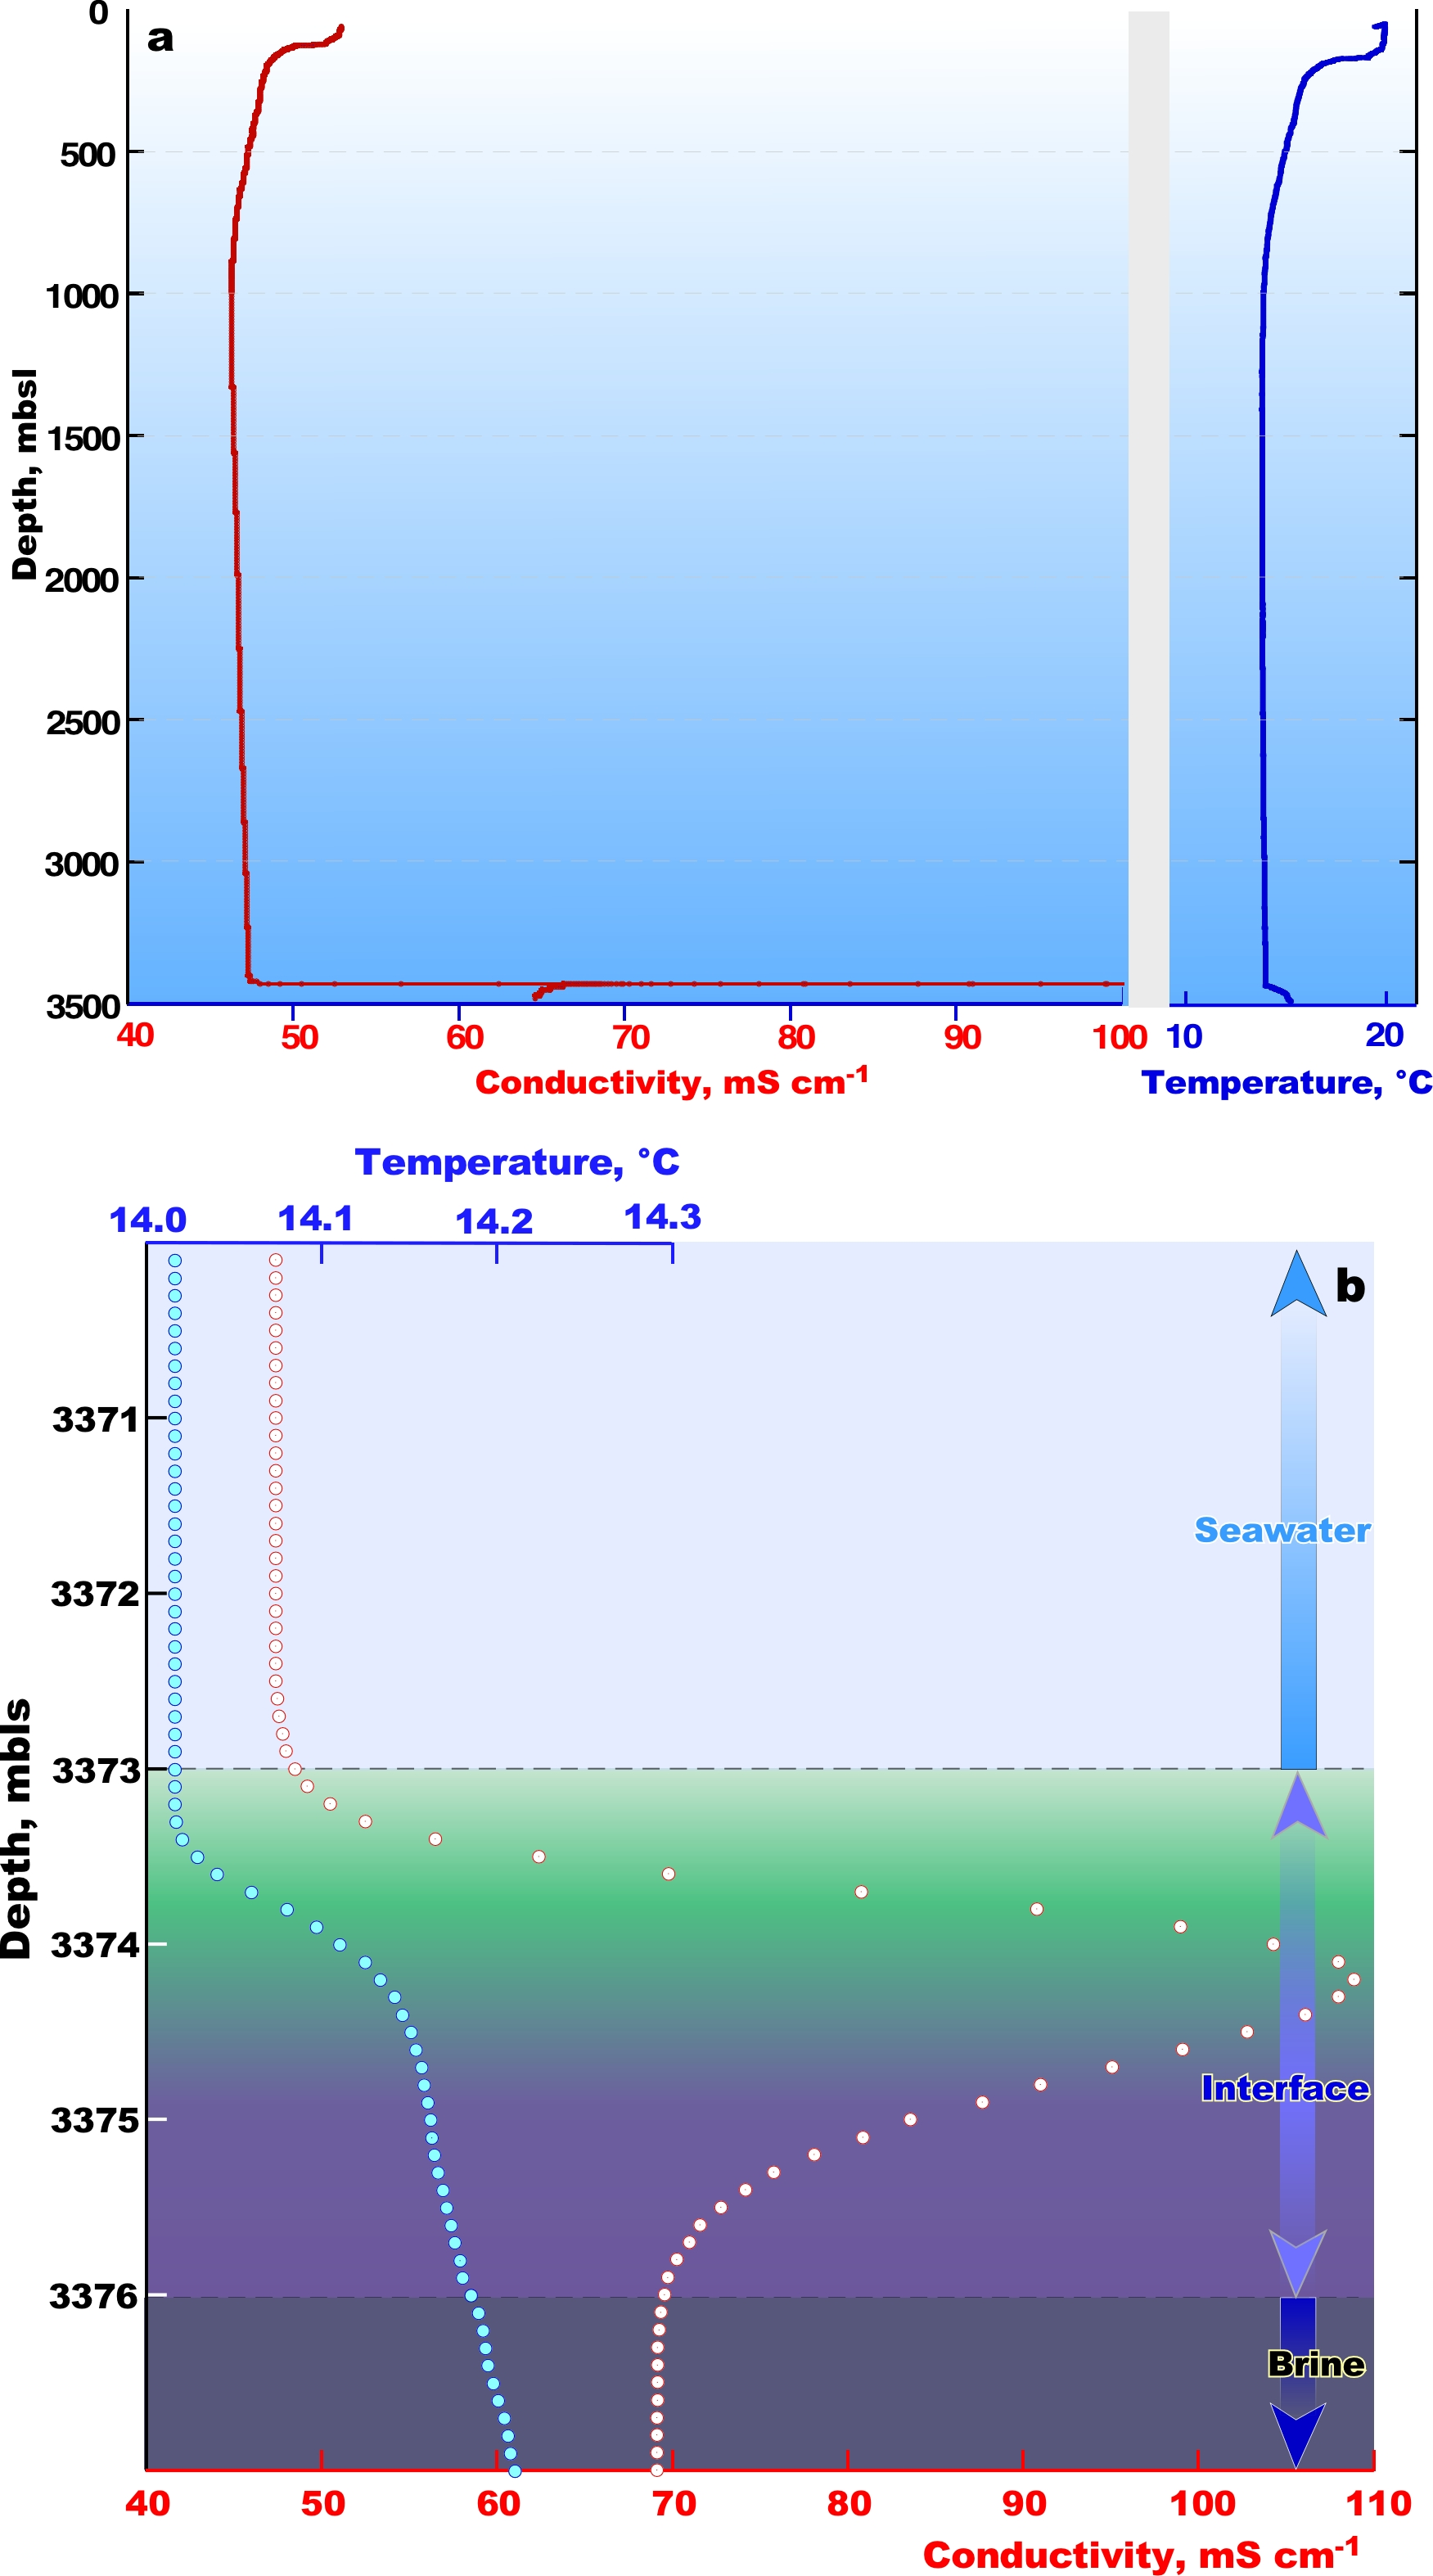 0
a
500
1000
1500
2000
2500
3000
3500
Depth, mbsl
40 50 60 70 80 90 100 10 20
Conductivity, mS cm-1 Temperature, °C
Temperature, °C
14.0 14.1 14.2 14.3
b
3371
Seawater
3372
3373
Depth, mbls
3374
Interface
3375
3376
Brine
40 50 60 70 80 90 100 110
Conductivity, mS cm-1